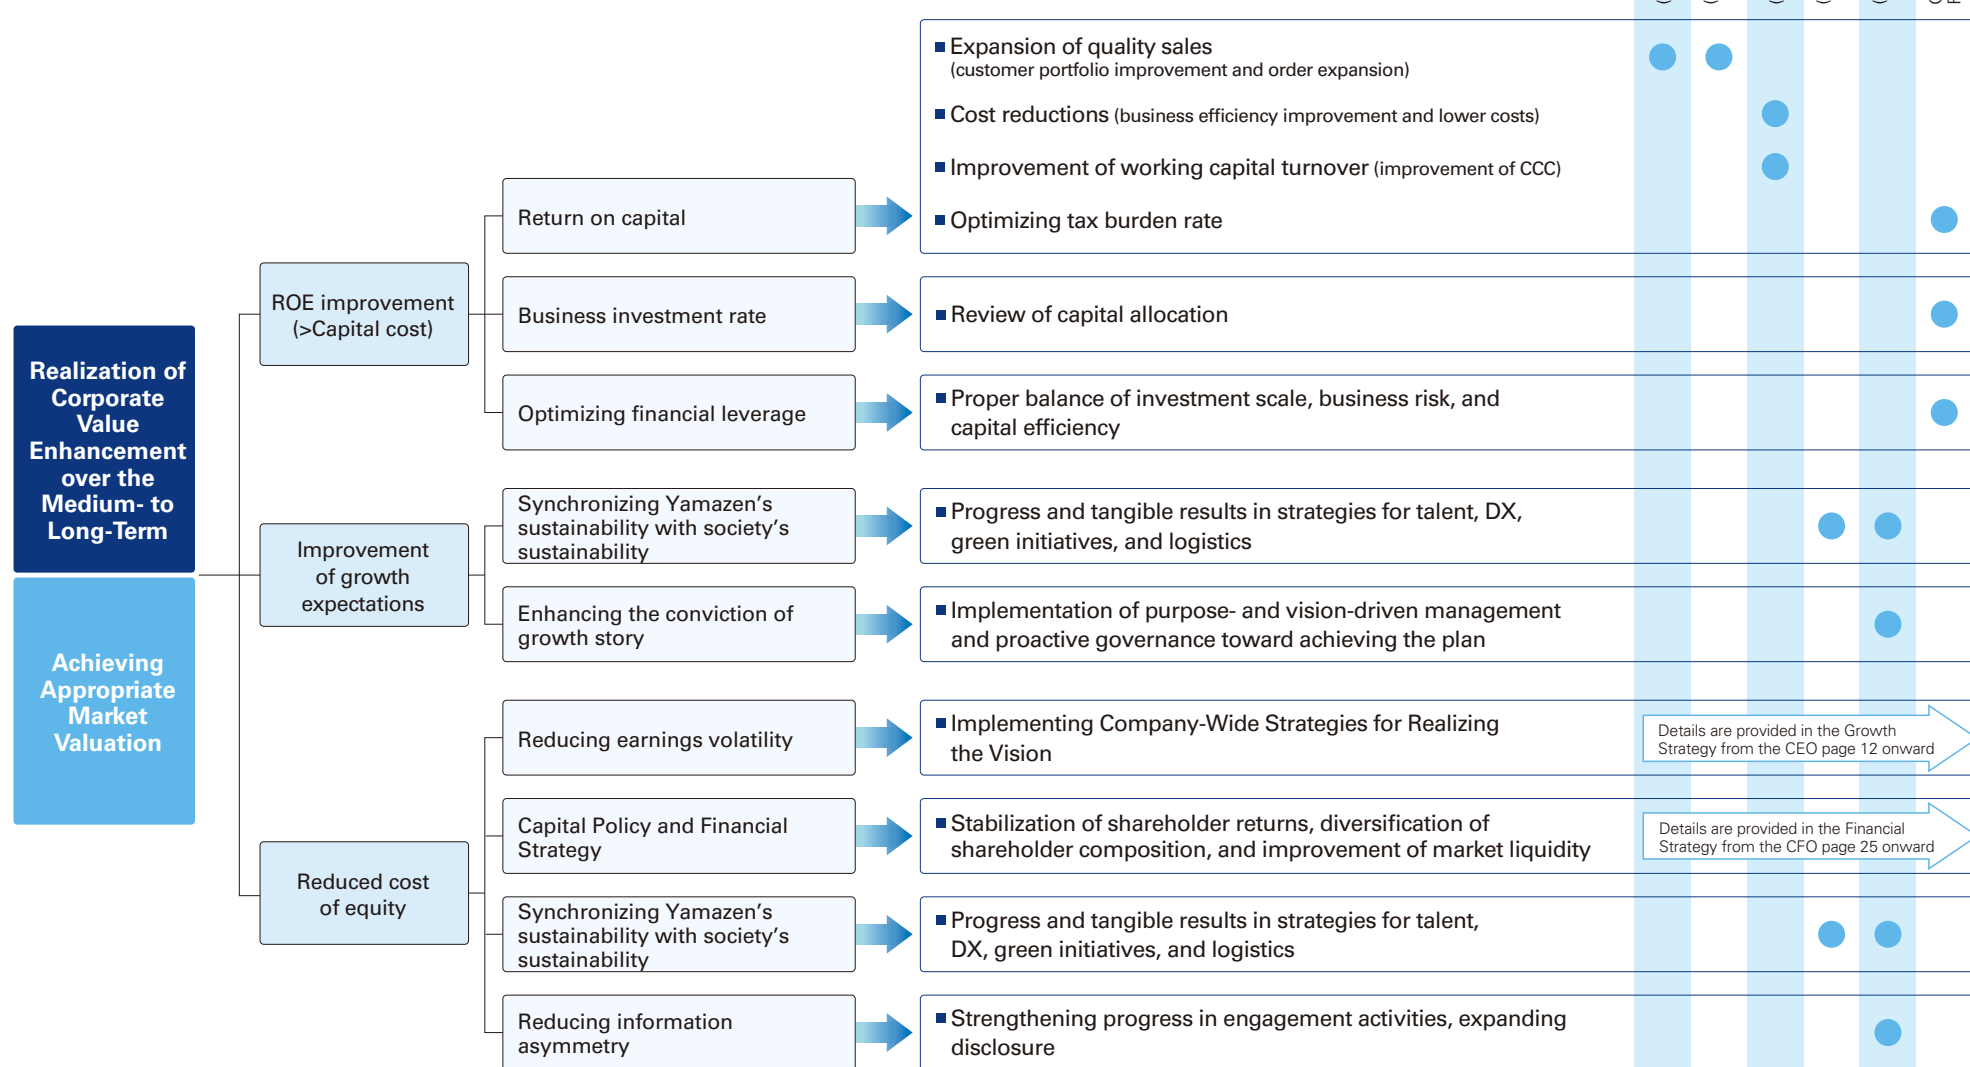 Realization of
Corporate
Value
Enhancement
over the
Medium- to
Long-Term
Achieving
Appropriate
Market
Valuation
ROE improvement
(>Capital cost)
Return on capital
■ Expansion of quality sales
(customer portfolio improvement and order expansion)
■ Cost reductions (business efficiency improvement and lower costs)
■ Improvement of working capital turnover (improvement of CCC)
■ Optimizing tax burden rate
Business investment rate
■ Review of capital allocation
Optimizing financial leverage
■ Proper balance of investment scale, business risk, and
capital efficiency
Improvement
of growth
expectations
Synchronizing Yamazen's
sustainability with society's
sustainability
■ Progress and tangible results in strategies for talent, DX,
green initiatives, and logistics
Enhancing the conviction of
growth story
■ Implementation of purpose- and vision-driven management
and proactive governance toward achieving the plan
Reduced cost
of equity
Reducing earnings volatility
■ Implementing Company-Wide Strategies for Realizing
the Vision
Details are provided in the Growth
Strategy from the CEO page 12 onward
Capital Policy and Financial
Strategy
■ Stabilization of shareholder returns, diversification of
shareholder composition, and improvement of market liquidity
Details are provided in the Financial
Strategy from the CFO page 25 onward
Synchronizing Yamazen's
sustainability with society's
sustainability
■ Progress and tangible results in strategies for talent,
DX, green initiatives, and logistics
Reducing information
asymmetry
■ Strengthening progress in engagement activities, expanding
disclosure